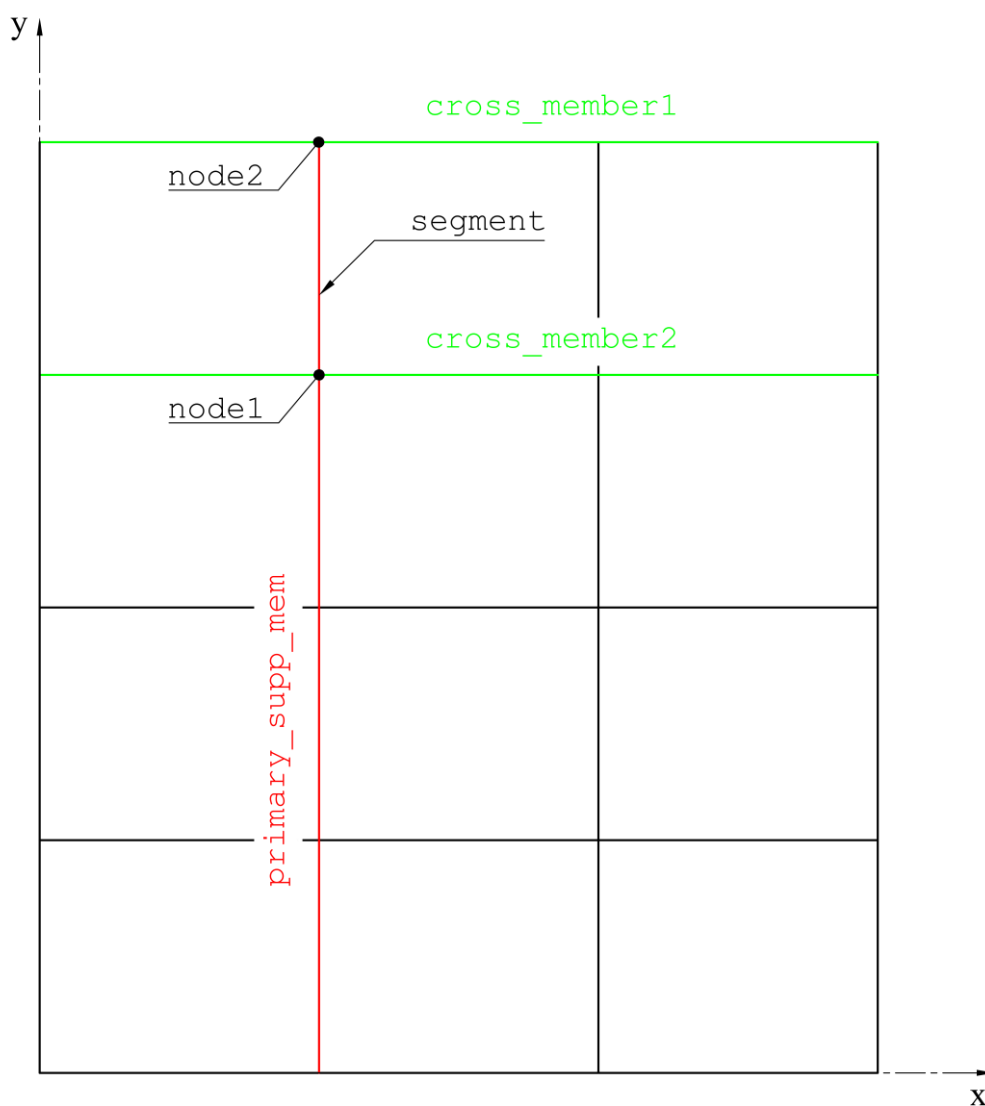 y
cross_member1
node2
segment
cross_member2
node1
primary_supp_mem
x